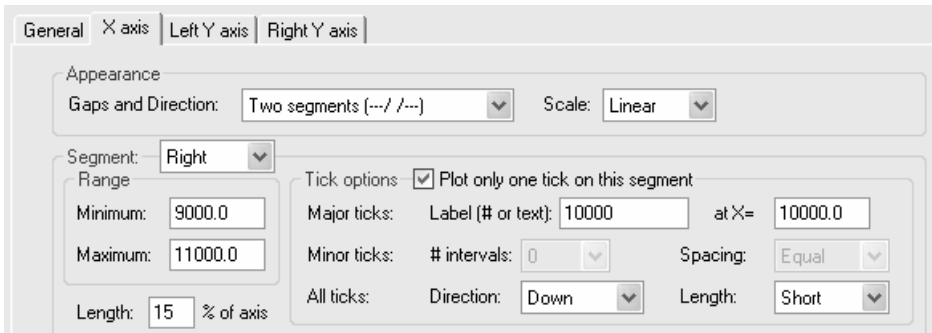 General X axis Left Y axis Right Y axis
Appearance
Gaps and Direction: Two segments (---/ /---) Scale: Linear
Segment: Right
Range Tick options Plot only one tick on this segment
Minimum: 9000.0 Major ticks: Label (# or text): 10000 at X= 10000.0
Maximum: 11000.0 Minor ticks: # intervals: 0 Spacing: Equal
Length: 15 % of axis All ticks: Direction: Down Length: Short